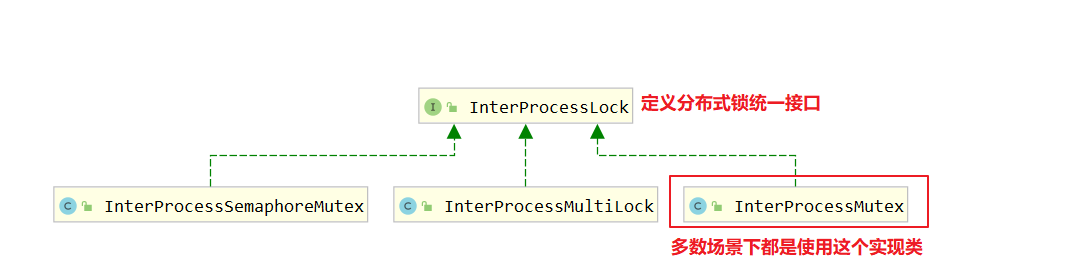 I InterProcessLock 定义分布式锁统一接口
C InterProcessSemaphoreMutex
C InterProcessMultiLock
C InterProcessMutex
多数场景下都是使用这个实现类